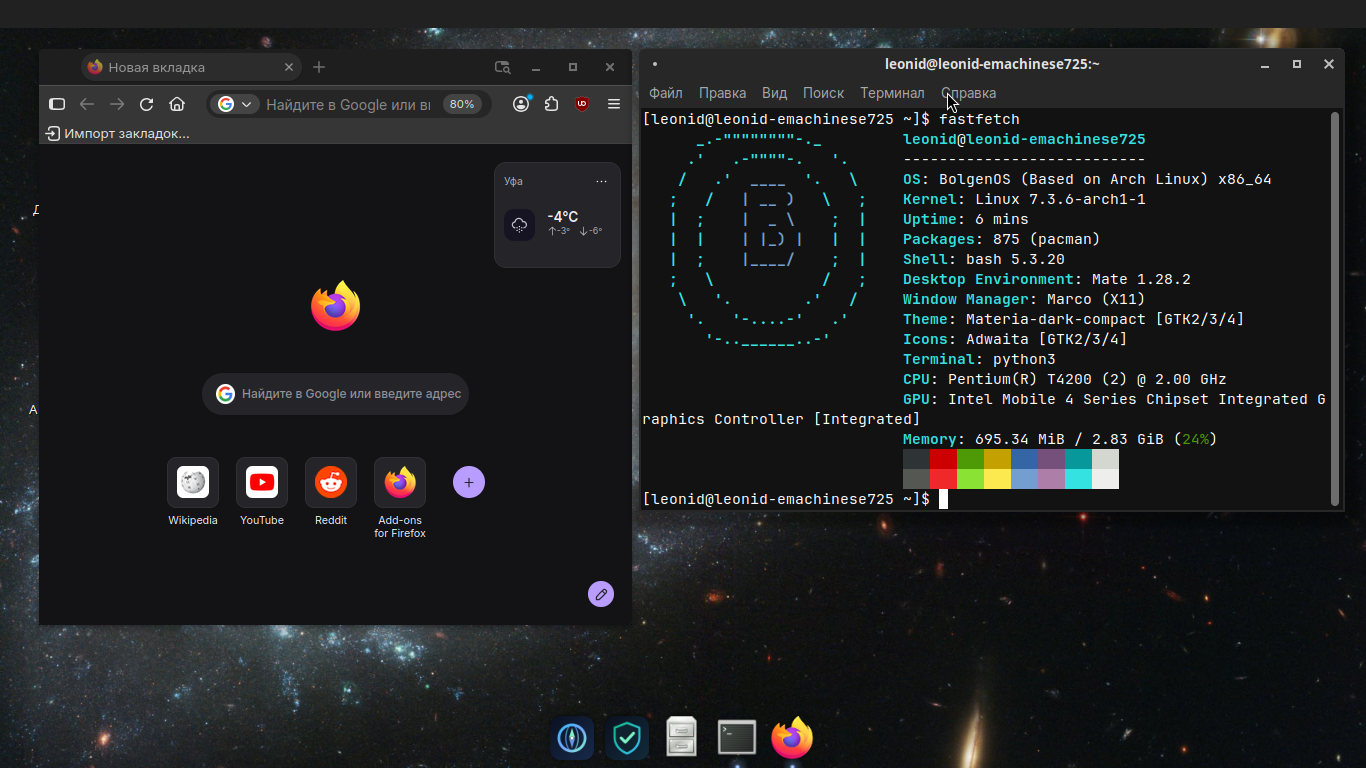 Новая вкладка
Найдите в Google или вв
80%
Импорт закладок...
Уфа
-4°C
↑-3° ↓-6°
Найдите в Google или введите адрес
Wikipedia
YouTube
Reddit
Add-ons
for Firefox
Д
А
leonid@leonid-emachinese725:~
Файл Правка Вид Поиск Терминал Справка
[leonid@leonid-emachinese725 ~]$ fastfetch
leonid@leonid-emachinese725
---------------------------
OS: BolgenOS (Based on Arch Linux) x86_64
Kernel: Linux 7.3.6-arch1-1
Uptime: 6 mins
Packages: 875 (pacman)
Shell: bash 5.3.20
Desktop Environment: Mate 1.28.2
Window Manager: Marco (X11)
Theme: Materia-dark-compact [GTK2/3/4]
Icons: Adwaita [GTK2/3/4]
Terminal: python3
CPU: Pentium(R) T4200 (2) @ 2.00 GHz
GPU: Intel Mobile 4 Series Chipset Integrated G
raphics Controller [Integrated]
Memory: 695.34 MiB / 2.83 GiB (24%)
[leonid@leonid-emachinese725 ~]$